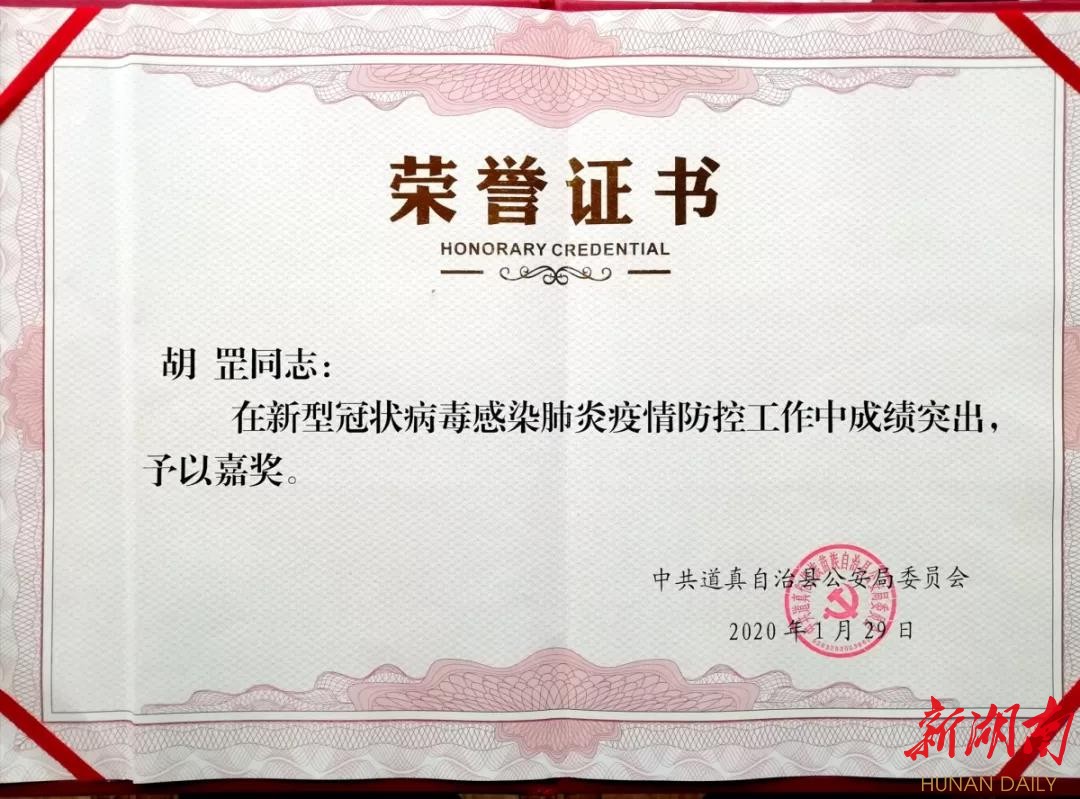 荣誉证书
HONORARY CREDENTIAL
胡 罡同志：
在新型冠状病毒感染肺炎疫情防控工作中成绩突出，
予以嘉奖。
中共道真自治县公安局委员会
2020年1月29日
新湖南
HUNAN DAILY